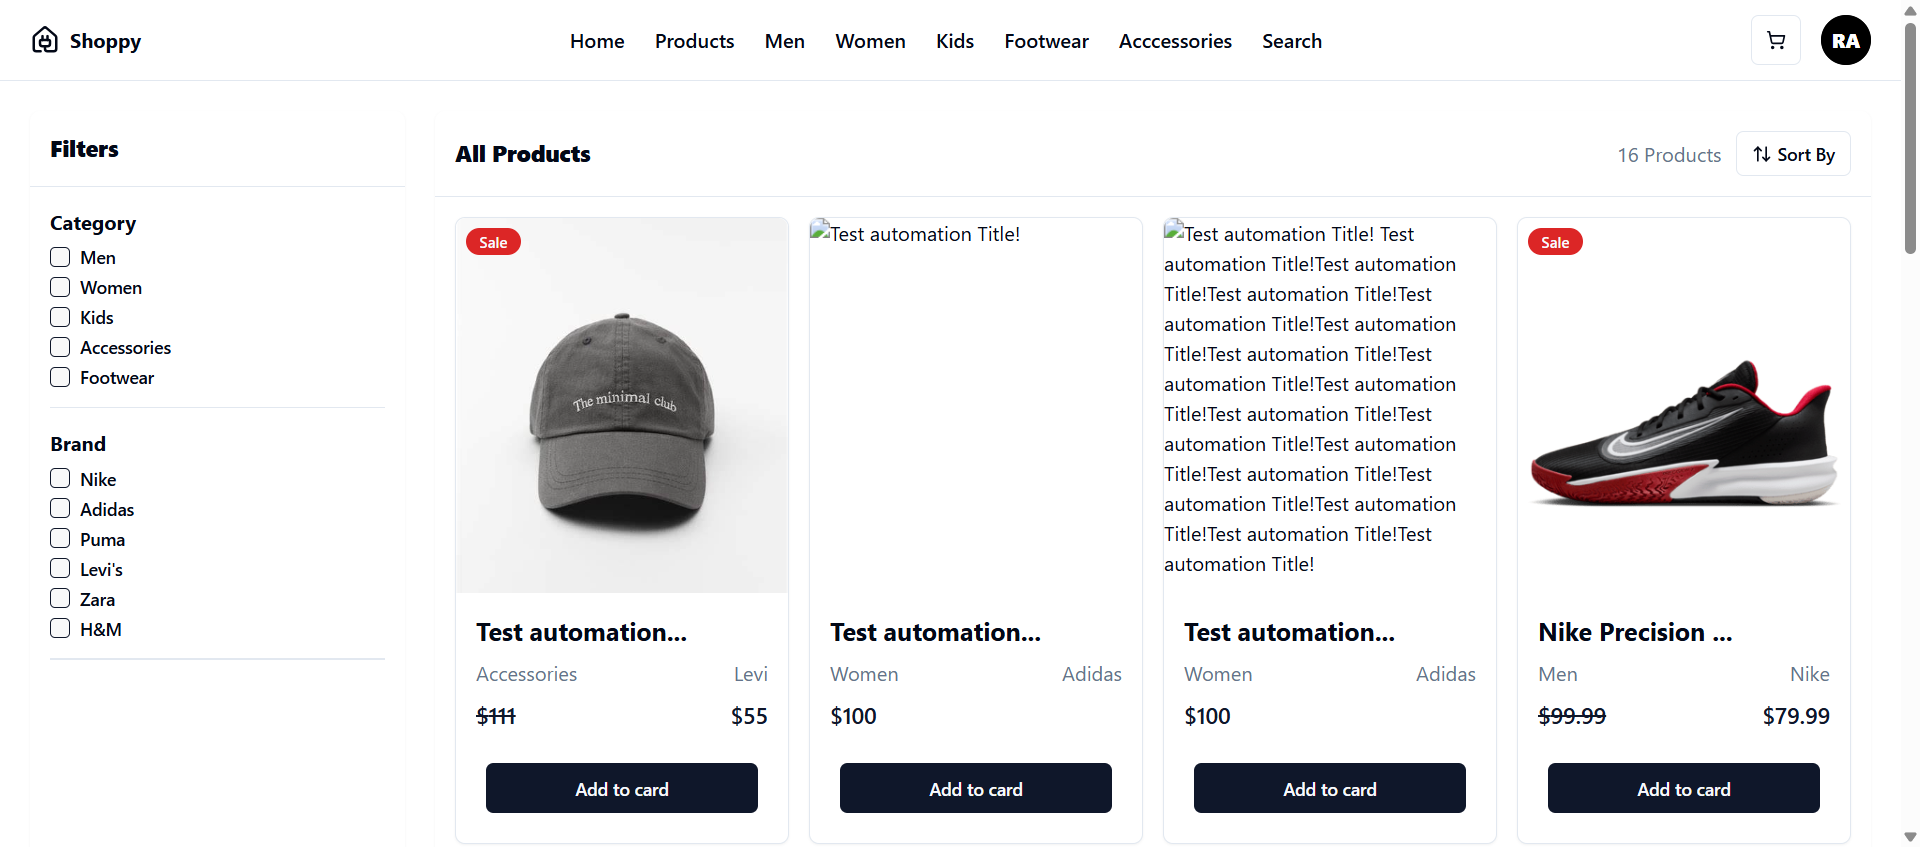 Shoppy
Home Products Men Women Kids Footwear Acccessories Search
RA
Filters
Category
Men
Women
Kids
Accessories
Footwear
Brand
Nike
Adidas
Puma
Levi's
Zara
H&M
All Products
16 Products
Sort By
Sale
The minimal club
Test automation...
Accessories Levi
$111 $55
Add to card
Test automation Title!
Test automation...
Women Adidas
$100
Add to card
Test automation Title! Test
automation Title!Test automation
Title!Test automation Title!Test
automation Title!Test automation
Title!Test automation Title!Test
automation Title!Test automation
Title!Test automation Title!Test
automation Title!Test automation
Title!Test automation Title!Test
automation Title!Test automation
Title!Test automation Title!Test
automation Title!
Test automation...
Women Adidas
$100
Add to card
Sale
Nike Precision ...
Men Nike
$99.99 $79.99
Add to card